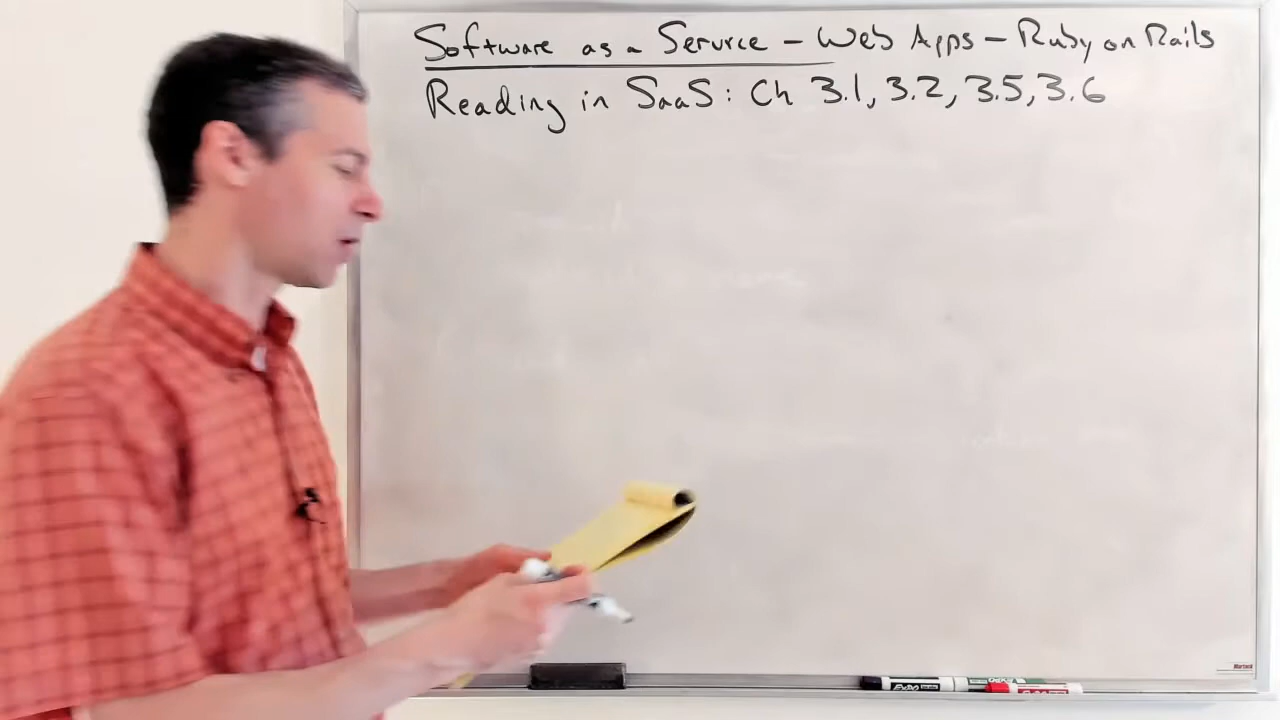 Software as a Service - Web Apps - Ruby on Rails
Reading in SaaS: Ch 3.1, 3.2, 3.5, 3.6
EXPO